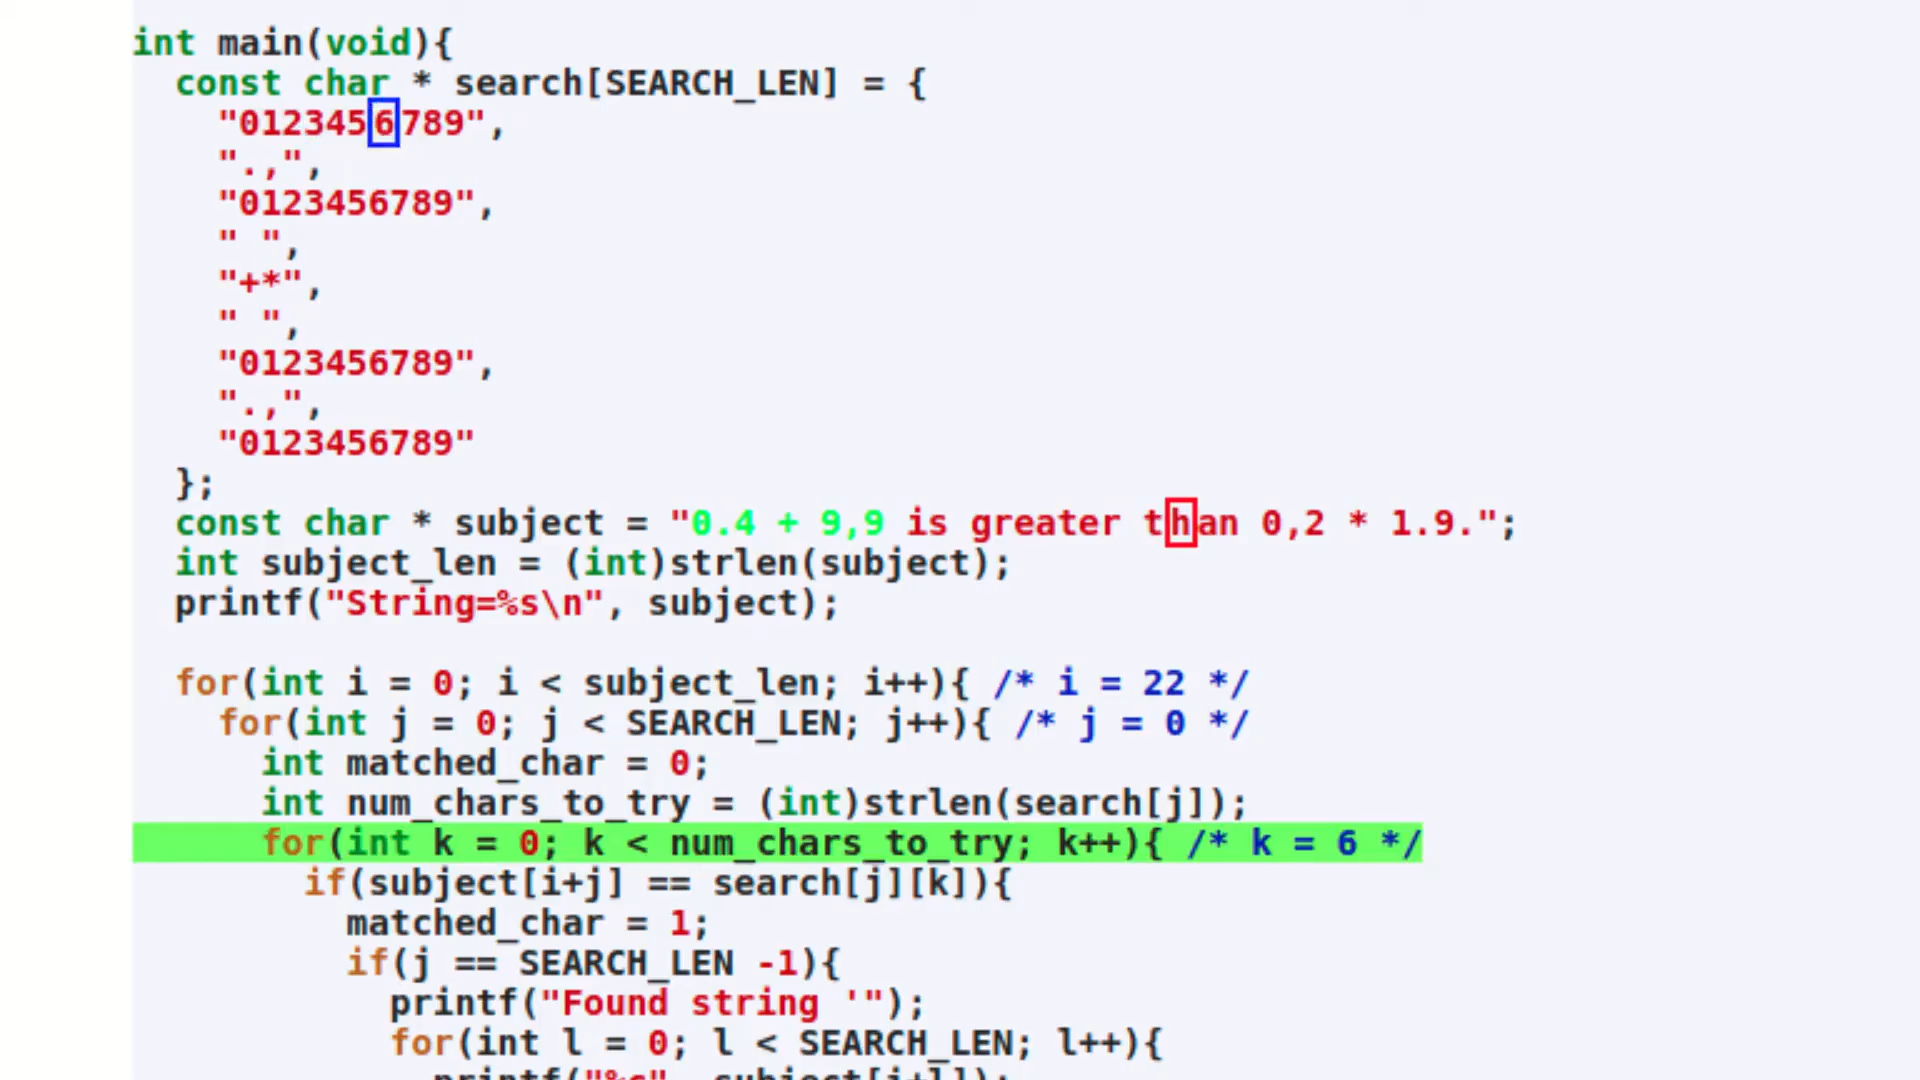 int main(void){
const char * search[SEARCH_LEN] = {
"0123456789",
".,",
"0123456789",
" ",
"+*",
" ",
"0123456789",
".,",
"0123456789"
};
const char * subject = "0.4 + 9,9 is greater than 0,2 * 1.9.";
int subject_len = (int)strlen(subject);
printf("String=%s\n", subject);
for(int i = 0; i < subject_len; i++){ /* i = 22 */
for(int j = 0; j < SEARCH_LEN; j++){ /* j = 0 */
int matched_char = 0;
int num_chars_to_try = (int)strlen(search[j]);
for(int k = 0; k < num_chars_to_try; k++){ /* k = 6 */
if(subject[i+j] == search[j][k]){
matched_char = 1;
if(j == SEARCH_LEN -1){
printf("Found string '");
for(int l = 0; l < SEARCH_LEN; l++){
printf("%c", subject[i+l]);